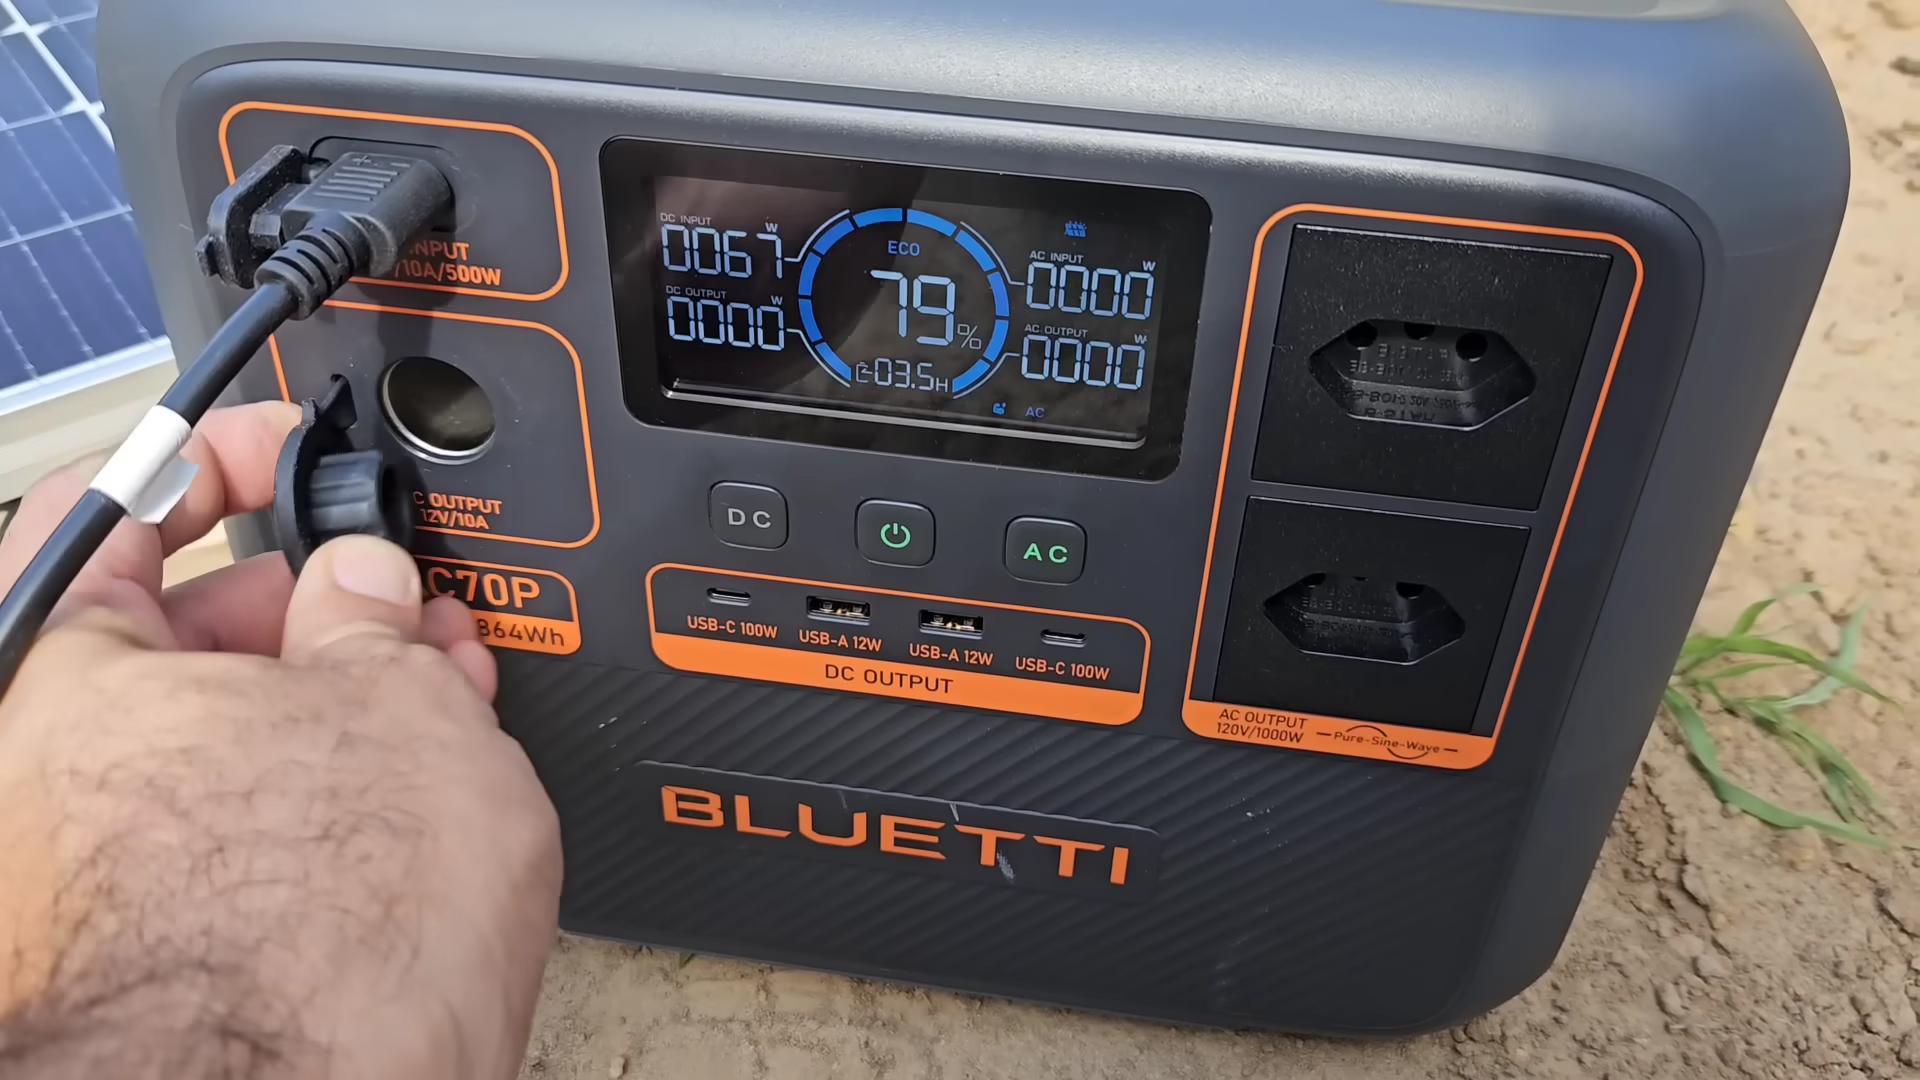 INPUT
/10A/500W
C OUTPUT
12V/10A
C70P
864Wh
DC INPUT
0067 W
DC OUTPUT
0000 W
ECO
79 %
03.5H
AC INPUT
0000 W
AC OUTPUT
0000 W
AC
DC
AC
USB-C 100W
USB-A 12W
USB-A 12W
USB-C 100W
DC OUTPUT
AC OUTPUT
120V/1000W
Pure-Sine-Wave
BLUETTI